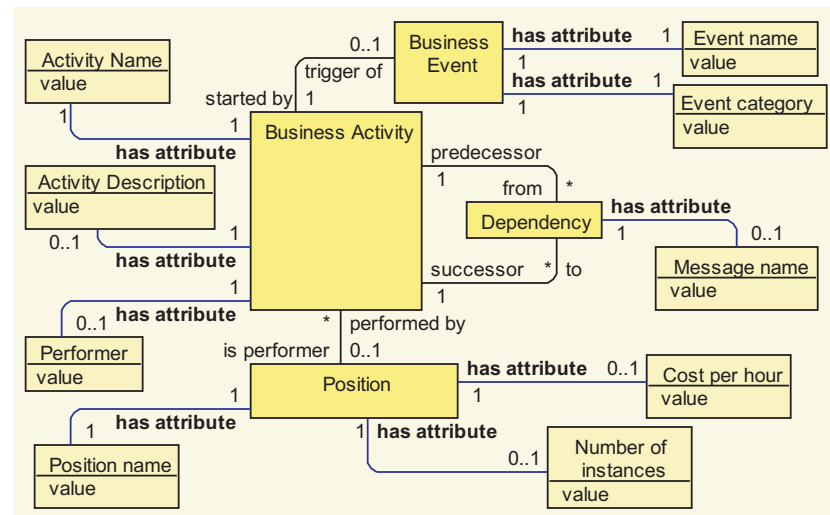 Activity Name
value
1
1
has attribute
0..1
trigger of
started by
1
Business
Event
has attribute
1
1
Event name
value
has attribute
1
1
Event category
value
Business Activity
Activity Description
value
0..1
1
has attribute
predecessor
1
from
*
Dependency
has attribute
1
0..1
Message name
value
successor
1
*
to
1
0..1
has attribute
Performer
value
*
performed by
is performer
0..1
Position
has attribute
0..1
1
Cost per hour
value
1
1
has attribute
Position name
value
1
has attribute
0..1
Number of
instances
value